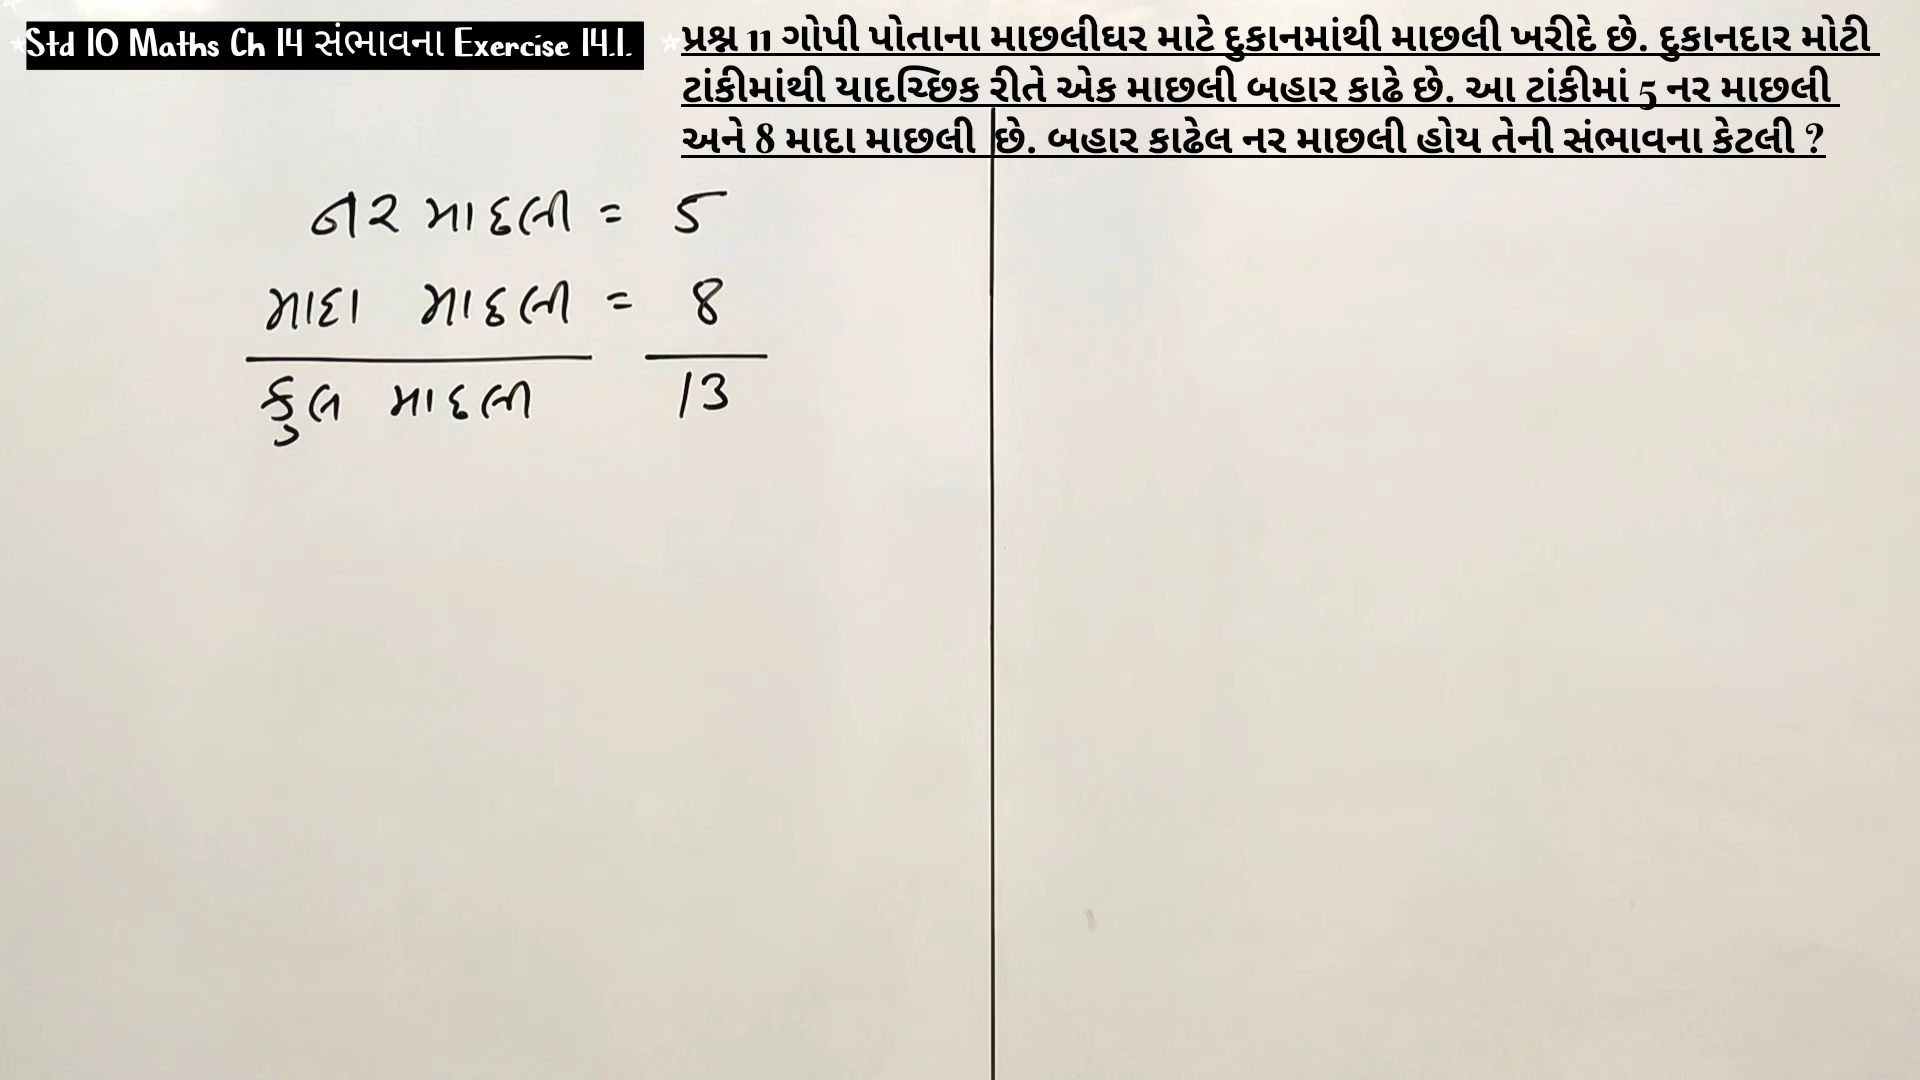 Std 10 Maths Ch 14 સંભાવના Exercise 14.1.
પ્રશ્ન 11 ગોપી પોતાના માછલીઘર માટે દુકાનમાંથી માછલી ખરીદે છે. દુકાનદાર મોટી
ટાંકીમાંથી યાદચ્છિક રીતે એક માછલી બહાર કાઢે છે. આ ટાંકીમાં 5 નર માછલી
અને 8 માદા માછલી છે. બહાર કાઢેલ નર માછલી હોય તેની સંભાવના કેટલી ?
નર માછલી = 5
માદા માછલી = 8
કુલ માછલી 13